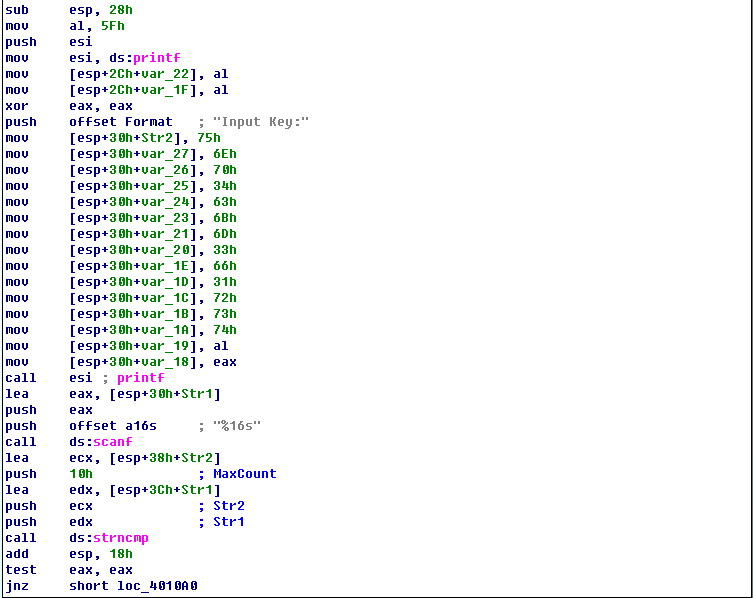 sub     esp, 28h
mov     al, 5Fh
push    esi
mov     esi, ds:printf
mov     [esp+2Ch+var_22], al
mov     [esp+2Ch+var_1F], al
xor     eax, eax
push    offset Format   ; "Input Key:"
mov     [esp+30h+Str2], 75h
mov     [esp+30h+var_27], 6Eh
mov     [esp+30h+var_26], 70h
mov     [esp+30h+var_25], 34h
mov     [esp+30h+var_24], 63h
mov     [esp+30h+var_23], 6Bh
mov     [esp+30h+var_21], 6Dh
mov     [esp+30h+var_20], 33h
mov     [esp+30h+var_1E], 66h
mov     [esp+30h+var_1D], 31h
mov     [esp+30h+var_1C], 72h
mov     [esp+30h+var_1B], 73h
mov     [esp+30h+var_1A], 74h
mov     [esp+30h+var_19], al
mov     [esp+30h+var_18], eax
call    esi ; printf
lea     eax, [esp+30h+Str1]
push    eax
push    offset a16s     ; "%16s"
call    ds:scanf
lea     ecx, [esp+38h+Str2]
push    10h             ; MaxCount
lea     edx, [esp+3Ch+Str1]
push    ecx             ; Str2
push    edx             ; Str1
call    ds:strncmp
add     esp, 18h
test    eax, eax
jnz     short loc_4010A0